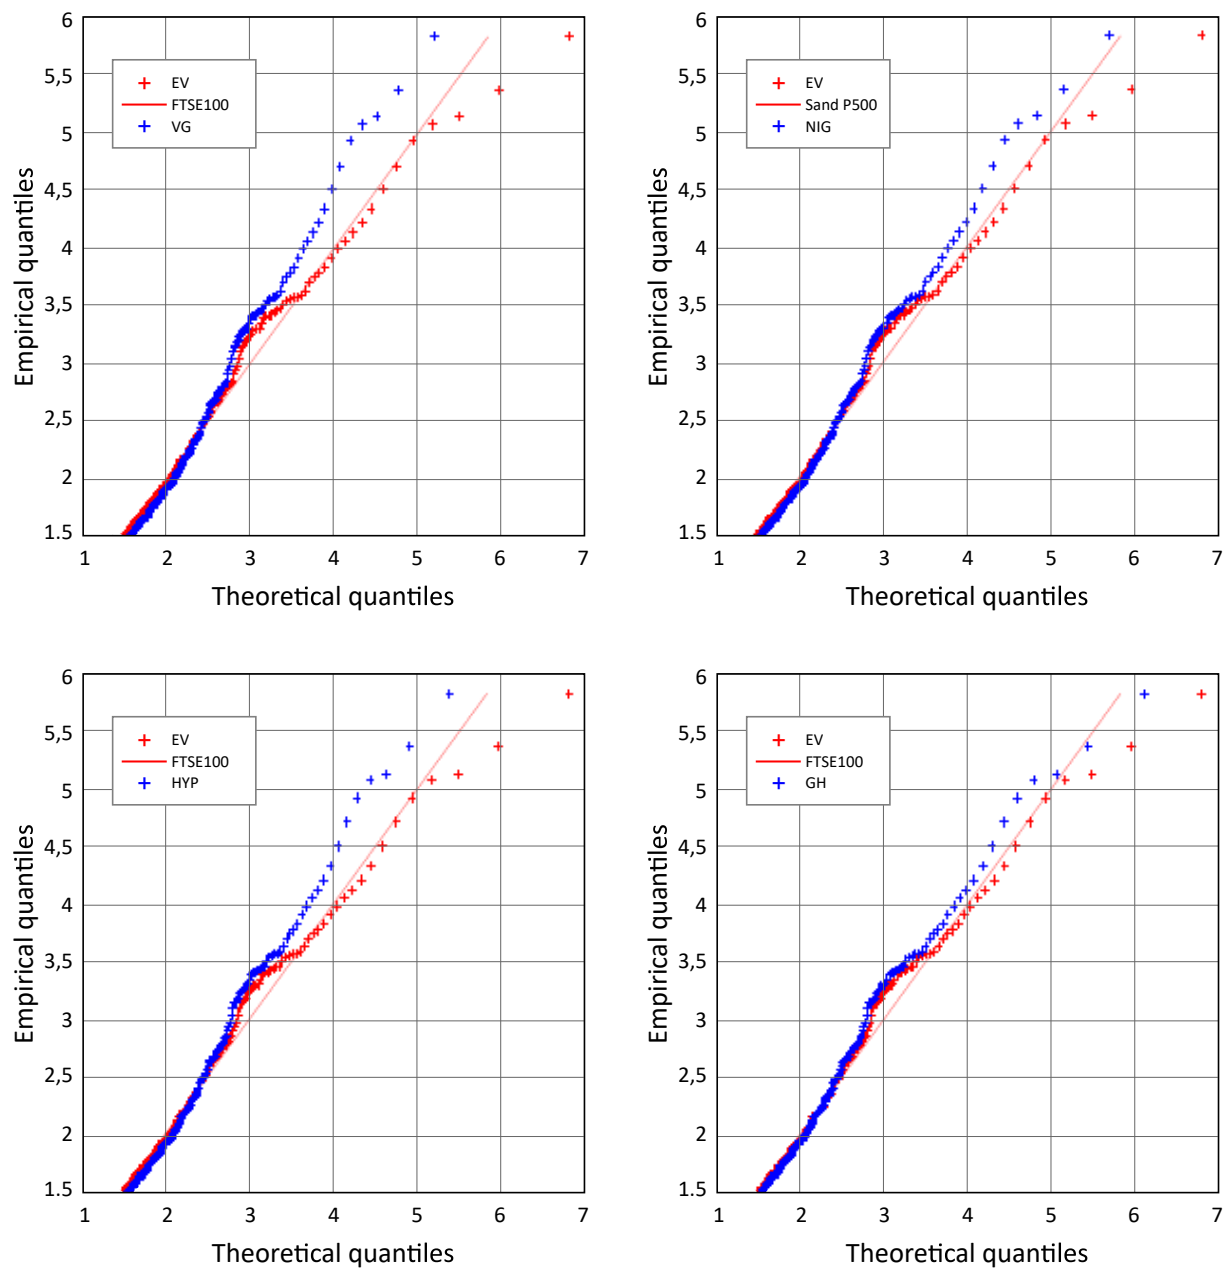 6
5,5
5
4,5
4
3,5
3
2,5
2
1.5
Empirical quantiles
EV
FTSE100
VG
1 2 3 4 5 6 7
Theoretical quantiles
6
5,5
5
4,5
4
3,5
3
2,5
2
1.5
Empirical quantiles
EV
Sand P500
NIG
1 2 3 4 5 6 7
Theoretical quantiles
6
5,5
5
4,5
4
3,5
3
2,5
2
1.5
Empirical quantiles
EV
FTSE100
HYP
1 2 3 4 5 6 7
Theoretical quantiles
6
5,5
5
4,5
4
3,5
3
2,5
2
1.5
Empirical quantiles
EV
FTSE100
GH
1 2 3 4 5 6 7
Theoretical quantiles